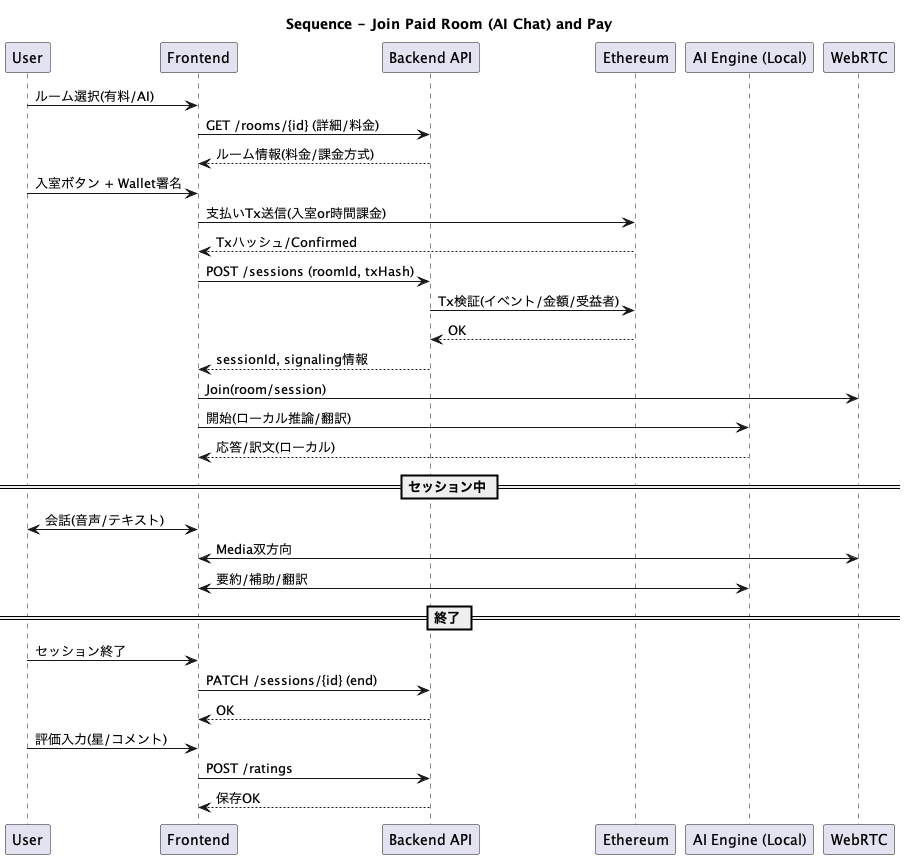 Sequence - Join Paid Room (AI Chat) and Pay
User Frontend Backend API Ethereum AI Engine (Local) WebRTC
ルーム選択(有料/AI)
GET /rooms/{id} (詳細/料金)
ルーム情報(料金/課金方式)
入室ボタン + Wallet署名
支払いTx送信(入室or時間課金)
Txハッシュ/Confirmed
POST /sessions (roomId, txHash)
Tx検証(イベント/金額/受益者)
OK
sessionId, signaling情報
Join(room/session)
開始(ローカル推論/翻訳)
応答/訳文(ローカル)
セッション中
会話(音声/テキスト)
Media双方向
要約/補助/翻訳
終了
セッション終了
PATCH /sessions/{id} (end)
OK
評価入力(星/コメント)
POST /ratings
保存OK
User Frontend Backend API Ethereum AI Engine (Local) WebRTC